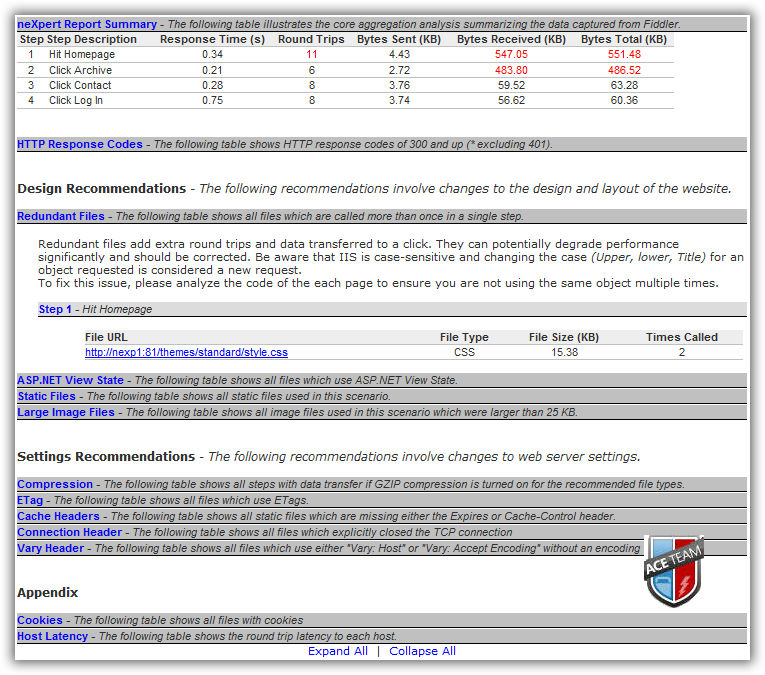 neXpert Report Summary - The following table illustrates the core aggregation analysis summarizing the data captured from Fiddler.
Step Step Description Response Time (s) Round Trips Bytes Sent (KB) Bytes Received (KB) Bytes Total (KB)
1 Hit Homepage 0.34 11 4.43 547.05 551.48
2 Click Archive 0.21 6 2.72 483.80 486.52
3 Click Contact 0.28 8 3.76 59.52 63.28
4 Click Log In 0.75 8 3.74 56.62 60.36
HTTP Response Codes - The following table shows HTTP response codes of 300 and up (* excluding 401).
Design Recommendations - The following recommendations involve changes to the design and layout of the website.
Redundant Files - The following table shows all files which are called more than once in a single step.
Redundant files add extra round trips and data transferred to a click. They can potentially degrade performance
significantly and should be corrected. Be aware that IIS is case-sensitive and changing the case (Upper, lower, Title) for an
object requested is considered a new request.
To fix this issue, please analyze the code of the each page to ensure you are not using the same object multiple times.
Step 1 - Hit Homepage
File URL File Type File Size (KB) Times Called
http://nexp1:81/themes/standard/style.css CSS 15.38 2
ASP.NET View State - The following table shows all files which use ASP.NET View State.
Static Files - The following table shows all static files used in this scenario.
Large Image Files - The following table shows all image files used in this scenario which were larger than 25 KB.
Settings Recommendations - The following recommendations involve changes to web server settings.
Compression - The following table shows all steps with data transfer if GZIP compression is turned on for the recommended file types.
ETag - The following table shows all files which use ETags.
Cache Headers - The following table shows all static files which are missing either the Expires or Cache-Control header.
Connection Header - The following table shows all files which explicitly closed the TCP connection
Vary Header - The following table shows all files which use either "Vary: Host" or "Vary: Accept Encoding" without an encoding
ACE TEAM
Appendix
Cookies - The following table shows all files with cookies
Host Latency - The following table shows the round trip latency to each host.
Expand All | Collapse All